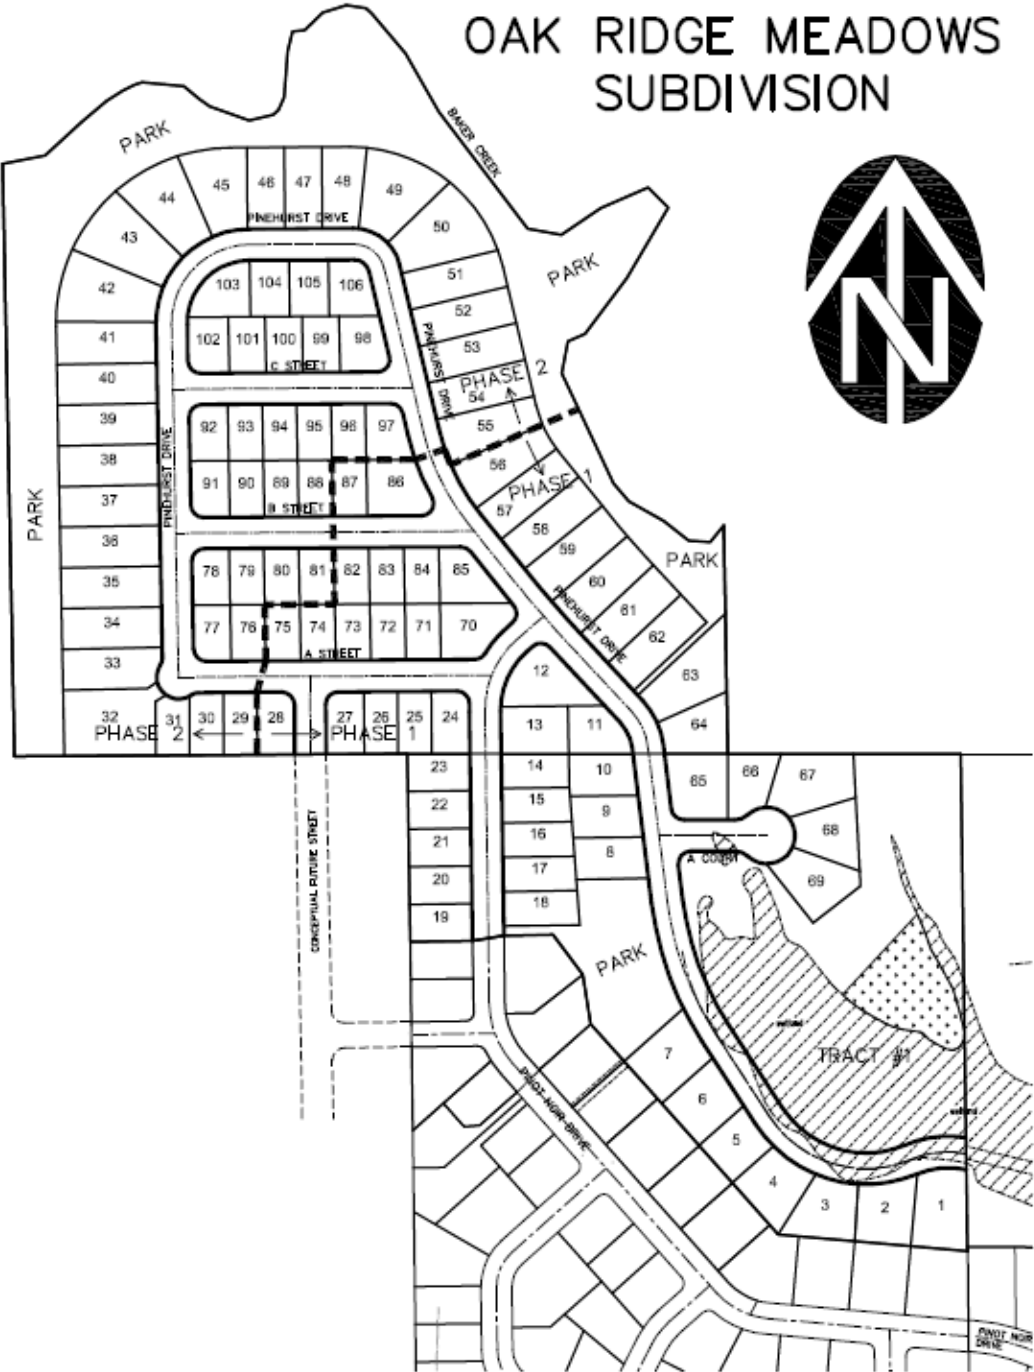 OAK RIDGE MEADOWS
SUBDIVISION
PARK
BAKER CREEK
N
44 45 46 47 48 49
PINEHURST DRIVE
43
50
PARK
42
51
103 104 105 106
52
41
102 101 100 99 98
C STREET
PINEHURST DRIVE
53
40
PHASE 2
54
39
92 93 94 95 96 97
55
38
PINEHURST DRIVE
56
91 90 89 88 87 86
PHASE 1
37
PARK
B STREET
57
36
58
59
PARK
35
78 79 80 81 82 83 84 85
60
PINEHURST DRIVE
61
34
77 76 75 74 73 72 71 70
62
A STREET
33
12
63
32 31 30 29 28 27 26 25 24
PHASE 2
PHASE 1
13 11
64
23
14
10
65 66 67
22
15
9
CONCEPTUAL FUTURE STREET
21
16
8
68
A COURT
20
17
69
19
18
PARK
wetland
TRACT #1
7
PINOT NOIR DRIVE
6
wetland
5
4
3 2 1
PINOT NOIR
DRIVE